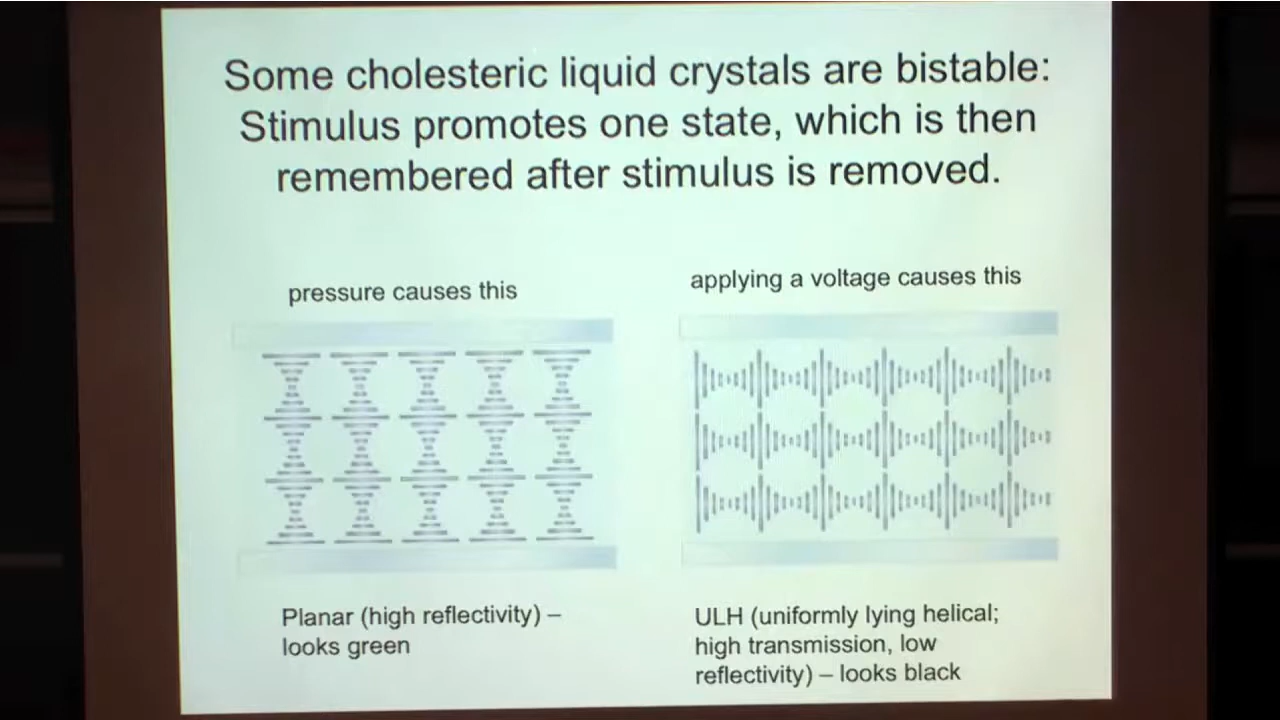 Some cholesteric liquid crystals are bistable:
Stimulus promotes one state, which is then
remembered after stimulus is removed.
pressure causes this
applying a voltage causes this
Planar (high reflectivity) –
looks green
ULH (uniformly lying helical;
high transmission, low
reflectivity) – looks black